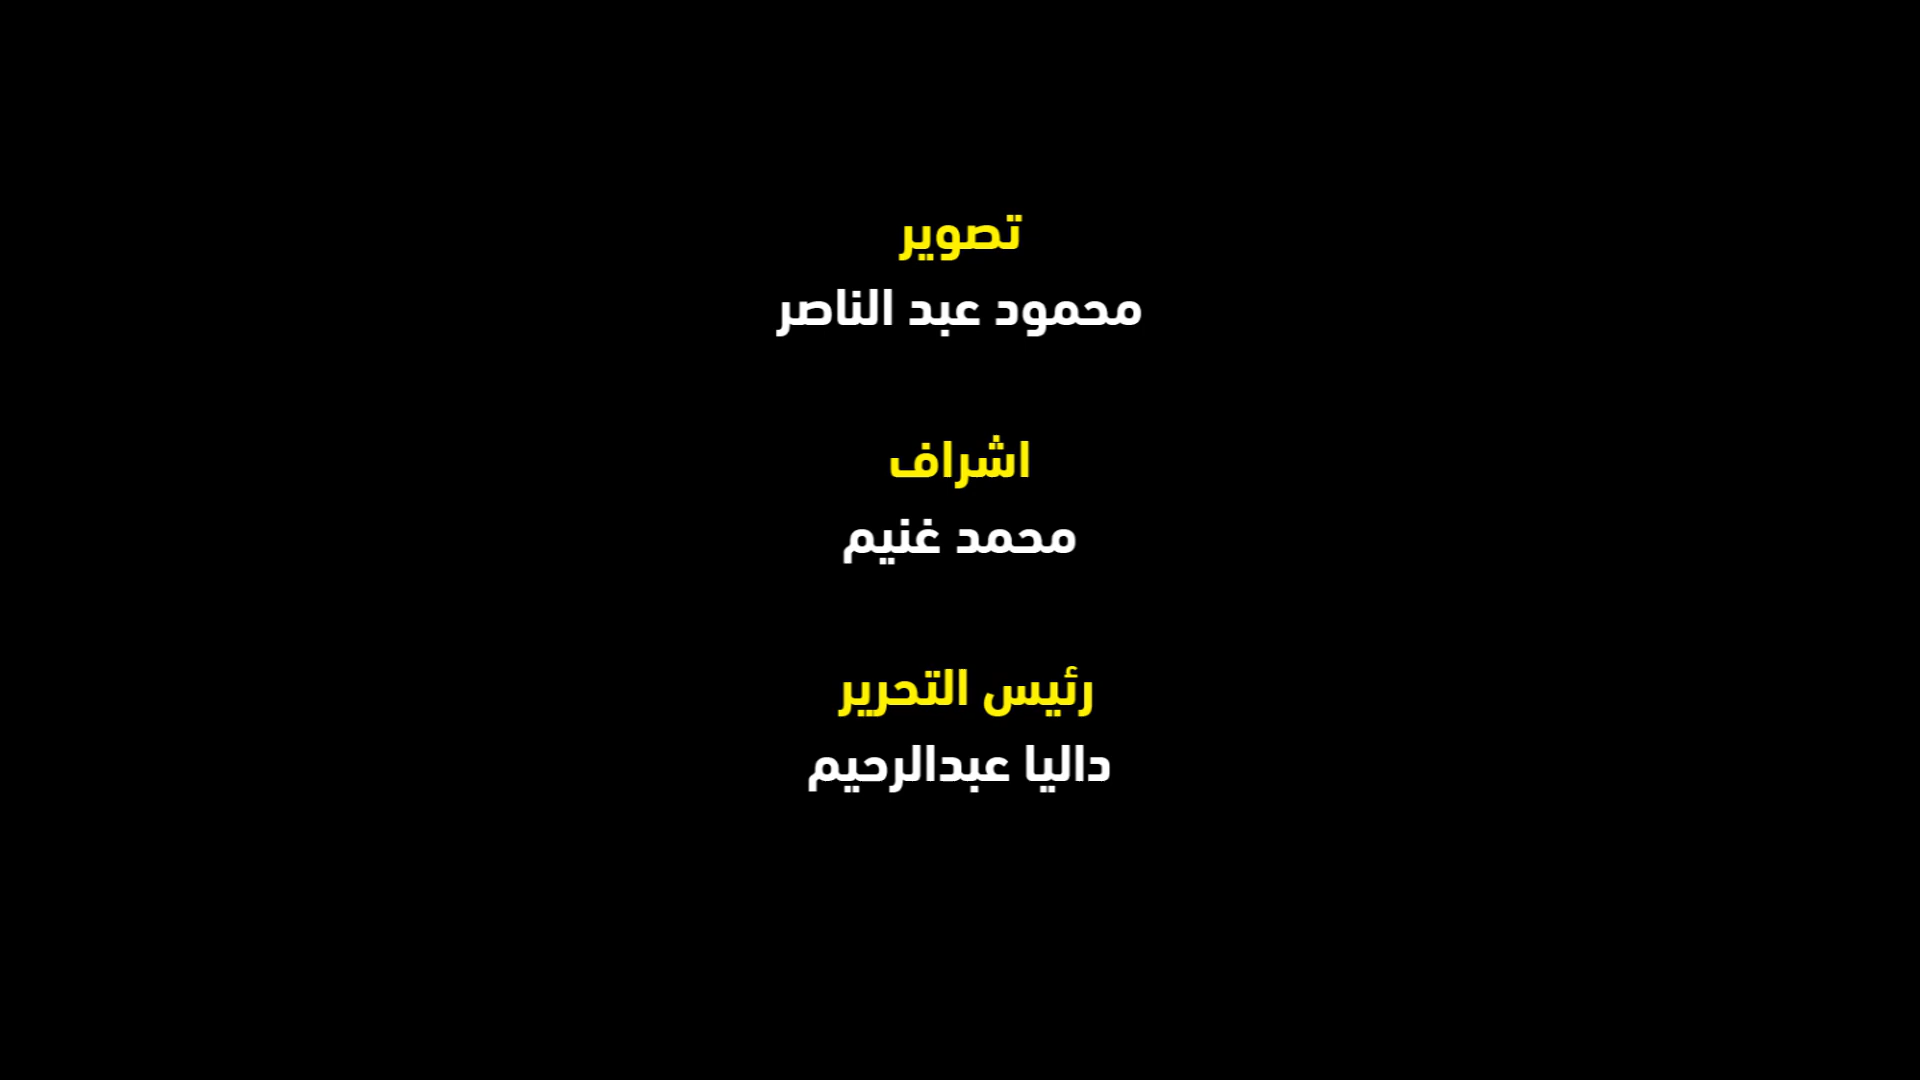 تصوير
محمود عبد الناصر
اشراف
محمد غنيم
رئيس التحرير
داليا عبدالرحيم